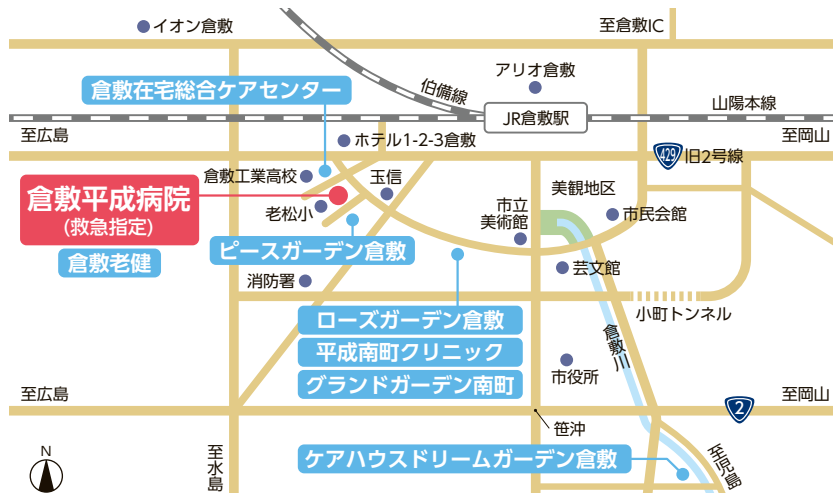 イオン倉敷
至倉敷IC
アリオ倉敷
伯備線
倉敷在宅総合ケアセンター
山陽本線
JR倉敷駅
至広島
ホテル1-2-3倉敷
至岡山
429
旧2号線
倉敷工業高校
玉信
美観地区
倉敷平成病院
(救急指定)
老松小
市立
美術館
市民会館
倉敷老健
ピースガーデン倉敷
芸文館
消防署
小町トンネル
ローズガーデン倉敷
平成南町クリニック
グランドガーデン南町
倉敷川
市役所
至広島
至岡山
2
笹沖
至水島
ケアハウスドリームガーデン倉敷
至児島
N